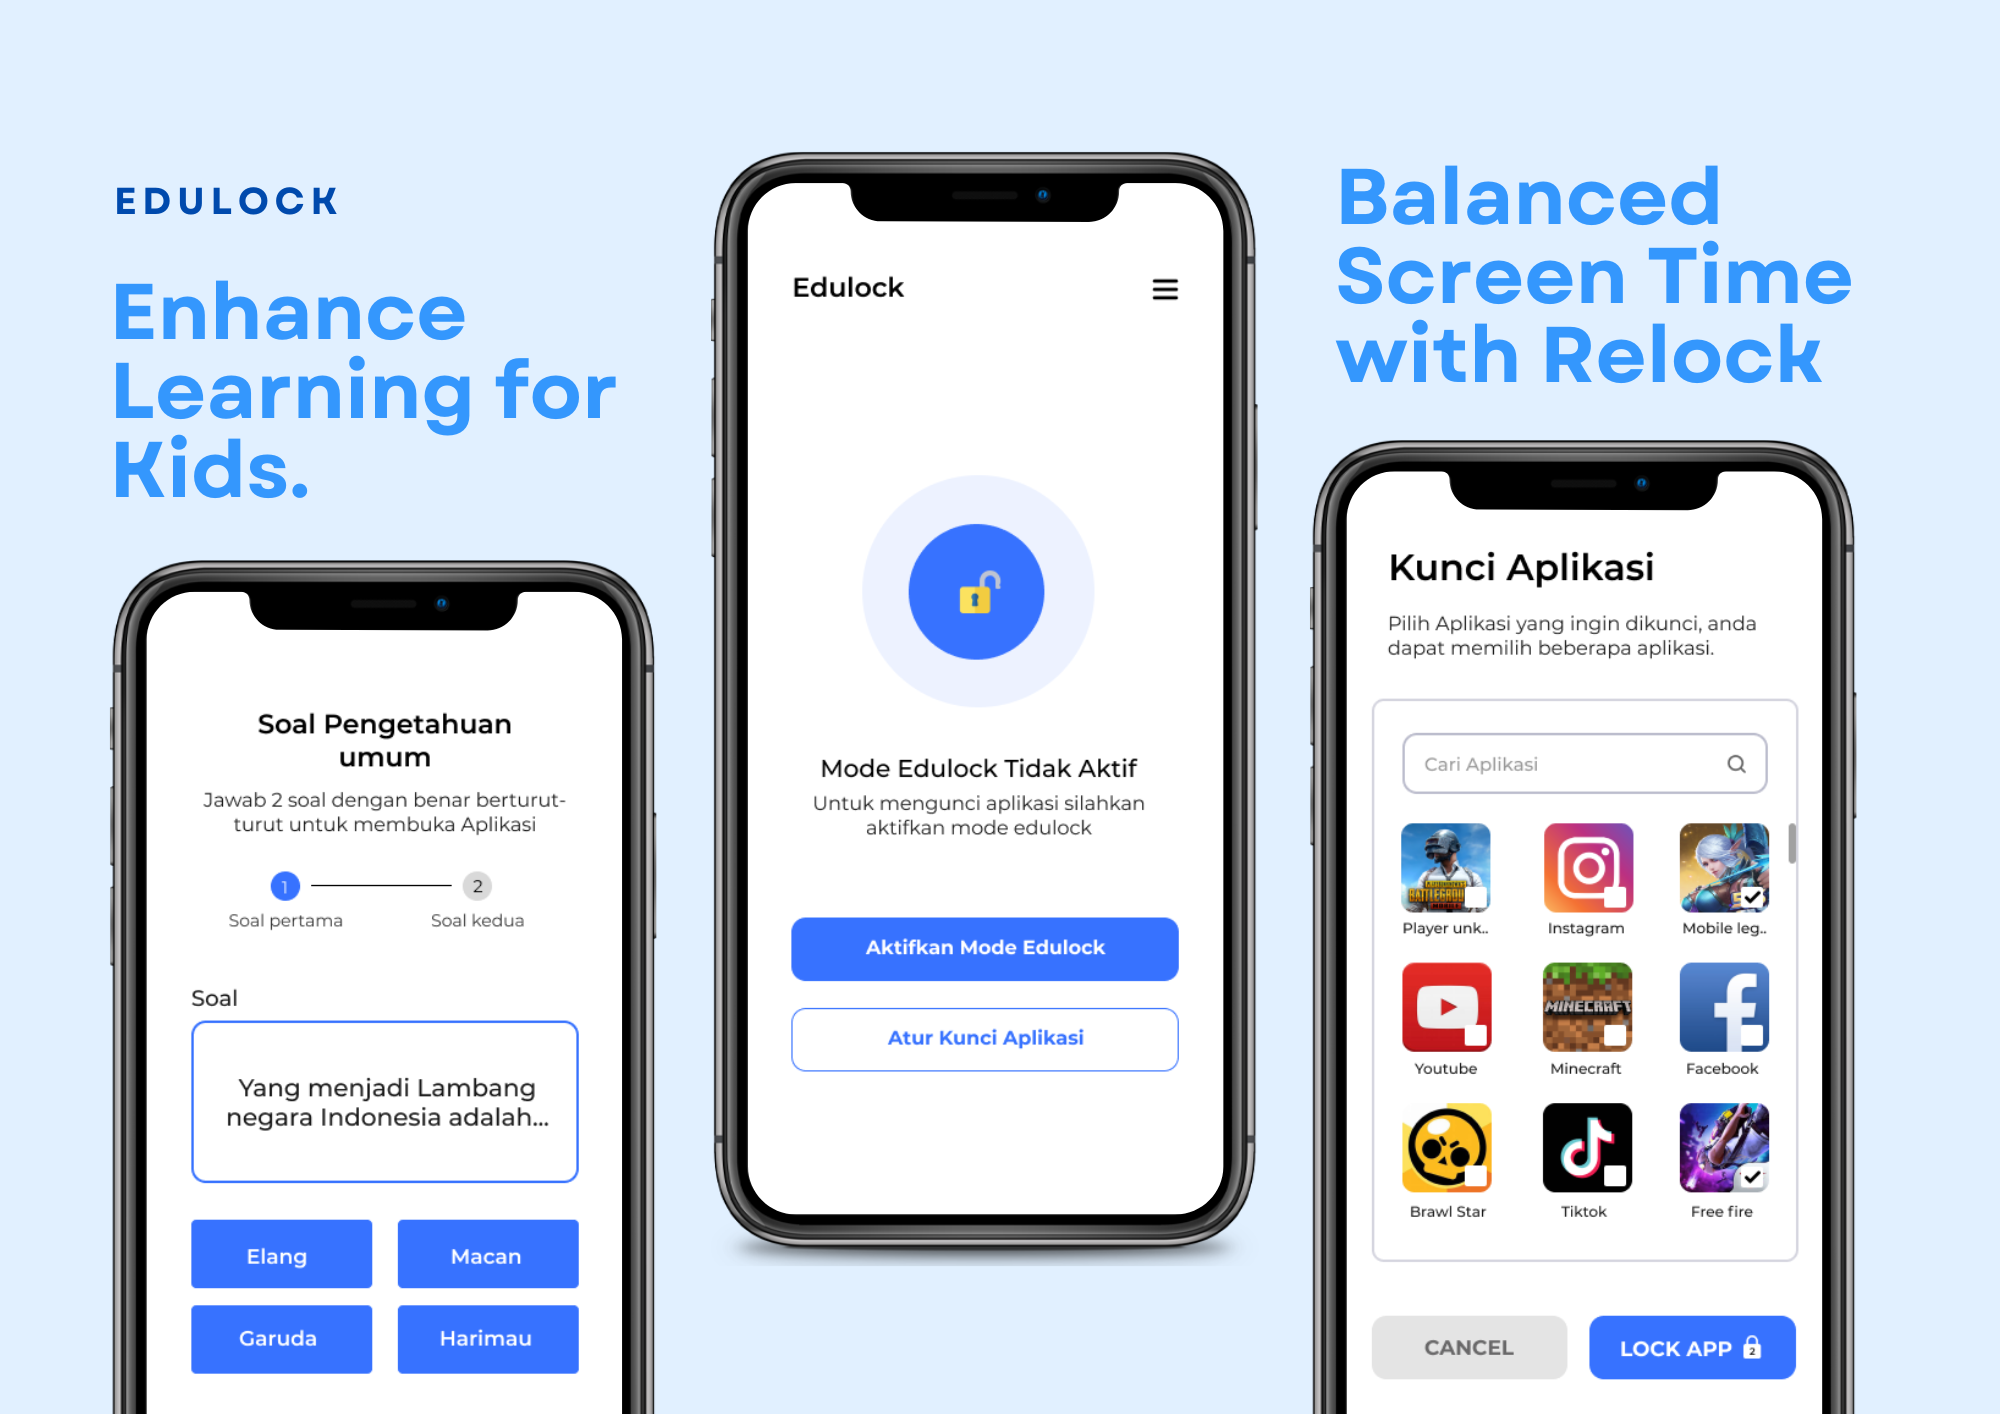 EDULOCK
Enhance
Learning for
Kids.
Soal Pengetahuan
umum
Jawab 2 soal dengan benar berturut-
turut untuk membuka Aplikasi
1
2
Soal pertama
Soal kedua
Soal
Yang menjadi Lambang
negara Indonesia adalah...
Elang
Macan
Garuda
Harimau
Edulock
Mode Edulock Tidak Aktif
Untuk mengunci aplikasi silahkan
aktifkan mode edulock
Aktifkan Mode Edulock
Atur Kunci Aplikasi
Balanced
Screen Time
with Relock
Kunci Aplikasi
Pilih Aplikasi yang ingin dikunci, anda
dapat memilih beberapa aplikasi.
Cari Aplikasi
Player unk..
Instagram
Mobile leg..
MINECRAFT
Youtube
Minecraft
Facebook
Brawl Star
Tiktok
Free fire
CANCEL
LOCK APP 2